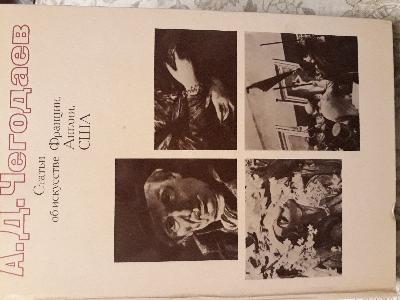 А.Д.Чегодаев
Статьи
об искусстве Франции,
Англии,
США